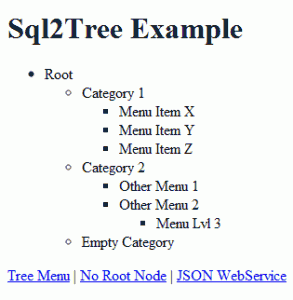 Sql2Tree Example
Root
Category 1
Menu Item X
Menu Item Y
Menu Item Z
Category 2
Other Menu 1
Other Menu 2
Menu Lvl 3
Empty Category
Tree Menu | No Root Node | JSON WebService